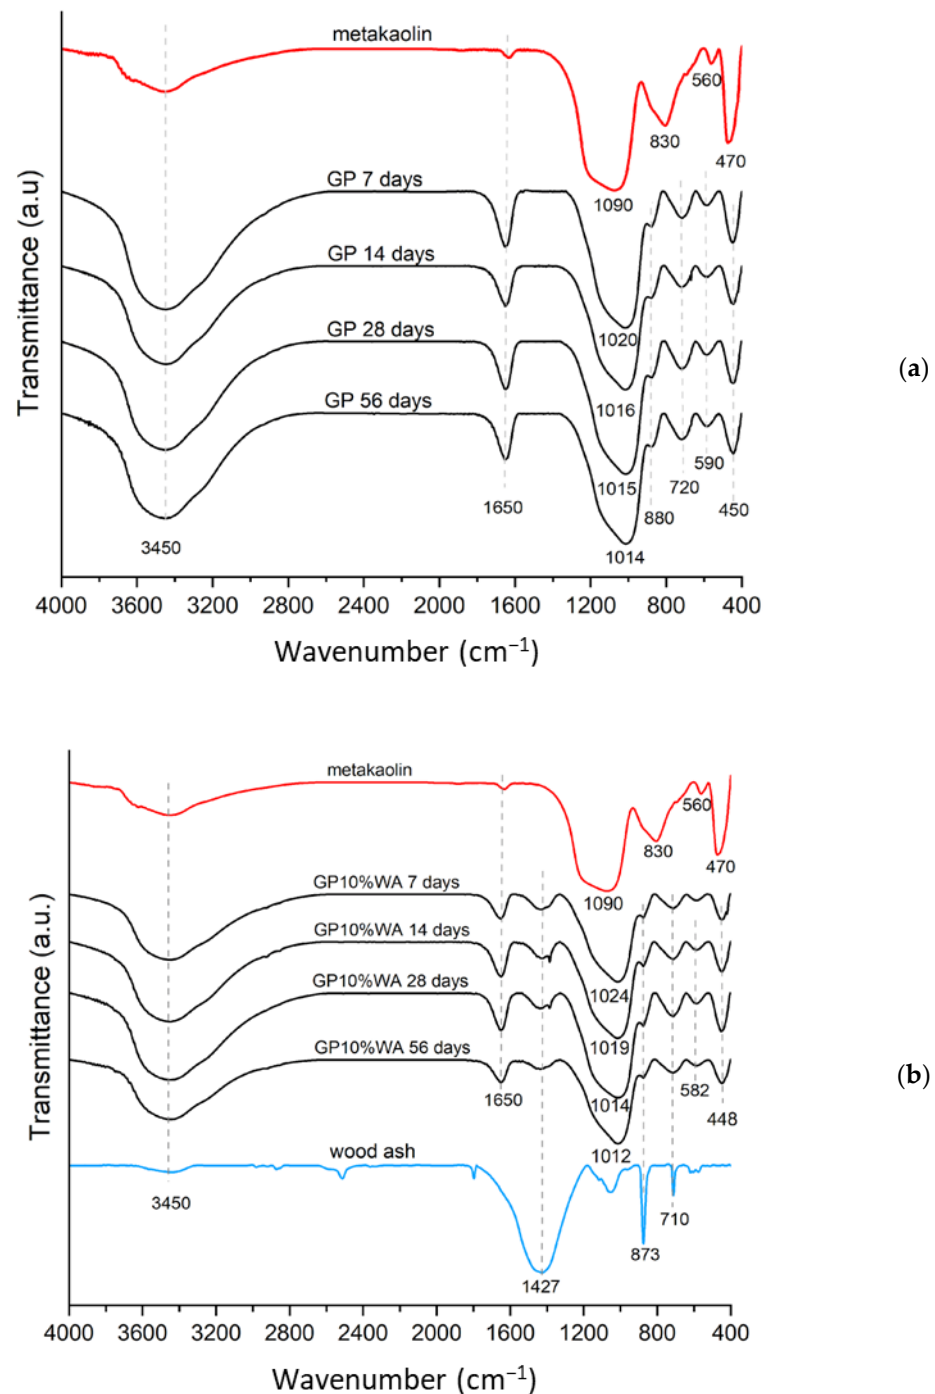 metakaolin
560
830
470
1090
GP 7 days
GP 14 days
1020
GP 28 days
1016
GP 56 days
1015
590
720
1650
880
450
3450
1014
Transmittance (a.u)
4000 3600 3200 2800 2400 2000 1600 1200 800 400
Wavenumber (cm⁻¹)
(a)
metakaolin
560
830
470
1090
GP10%WA 7 days
GP10%WA 14 days
1024
GP10%WA 28 days
1019
GP10%WA 56 days
1650
1014
582
448
1012
wood ash
3450
710
873
1427
Transmittance (a.u.)
4000 3600 3200 2800 2400 2000 1600 1200 800 400
Wavenumber (cm⁻¹)
(b)